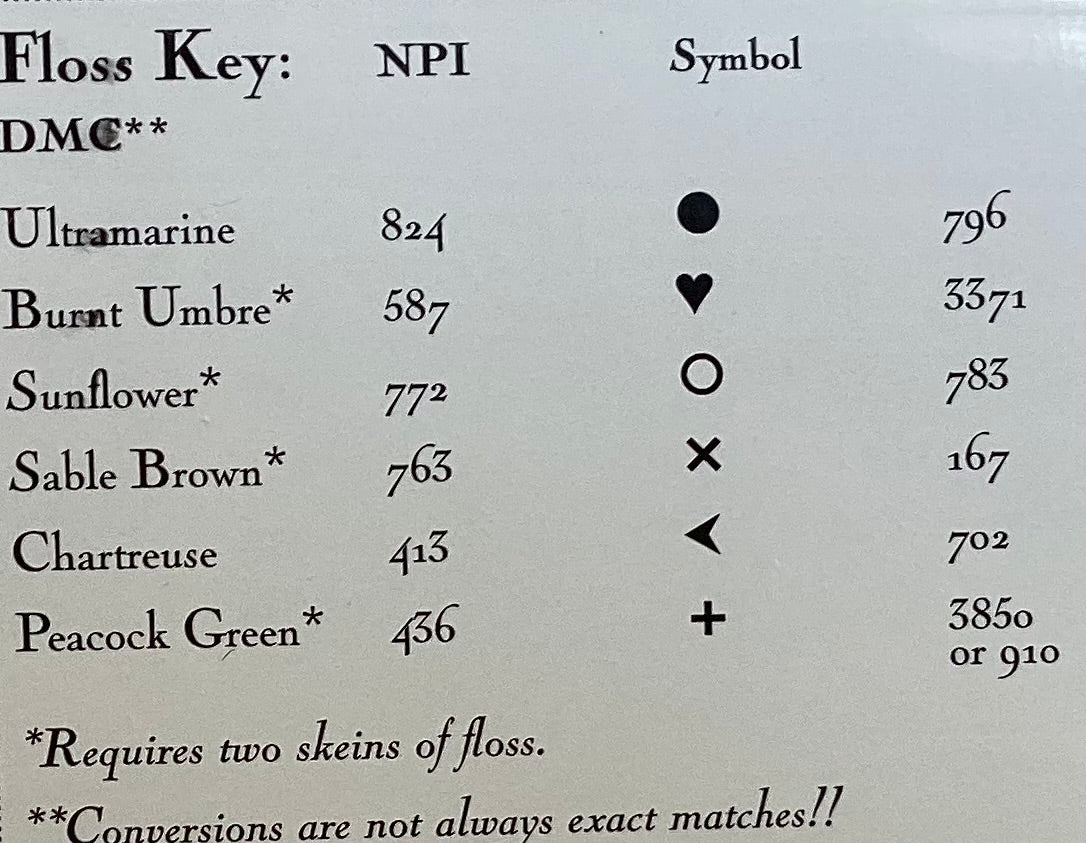 Floss Key: NPI Symbol
DMC**
Ultramarine 824 ● 796
Burnt Umbre* 587 ♥ 3371
Sunflower* 772 ○ 783
Sable Brown* 763 × 167
Chartreuse 413 ◄ 702
Peacock Green* 436 + 3850
or 910
*Requires two skeins of floss.
**Conversions are not always exact matches!!